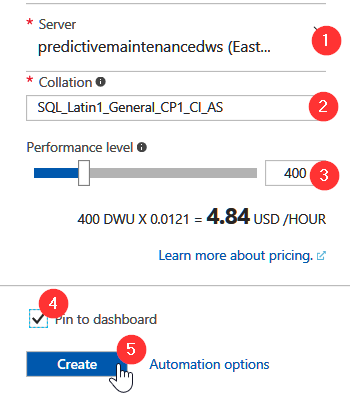 * Server
predictivemaintenancedws (East...
1
* Collation
SQL_Latin1_General_CP1_CI_AS
2
Performance level
400
3
400 DWU X 0.0121 = 4.84 USD /HOUR
Learn more about pricing.
4
Pin to dashboard
5
Create
Automation options